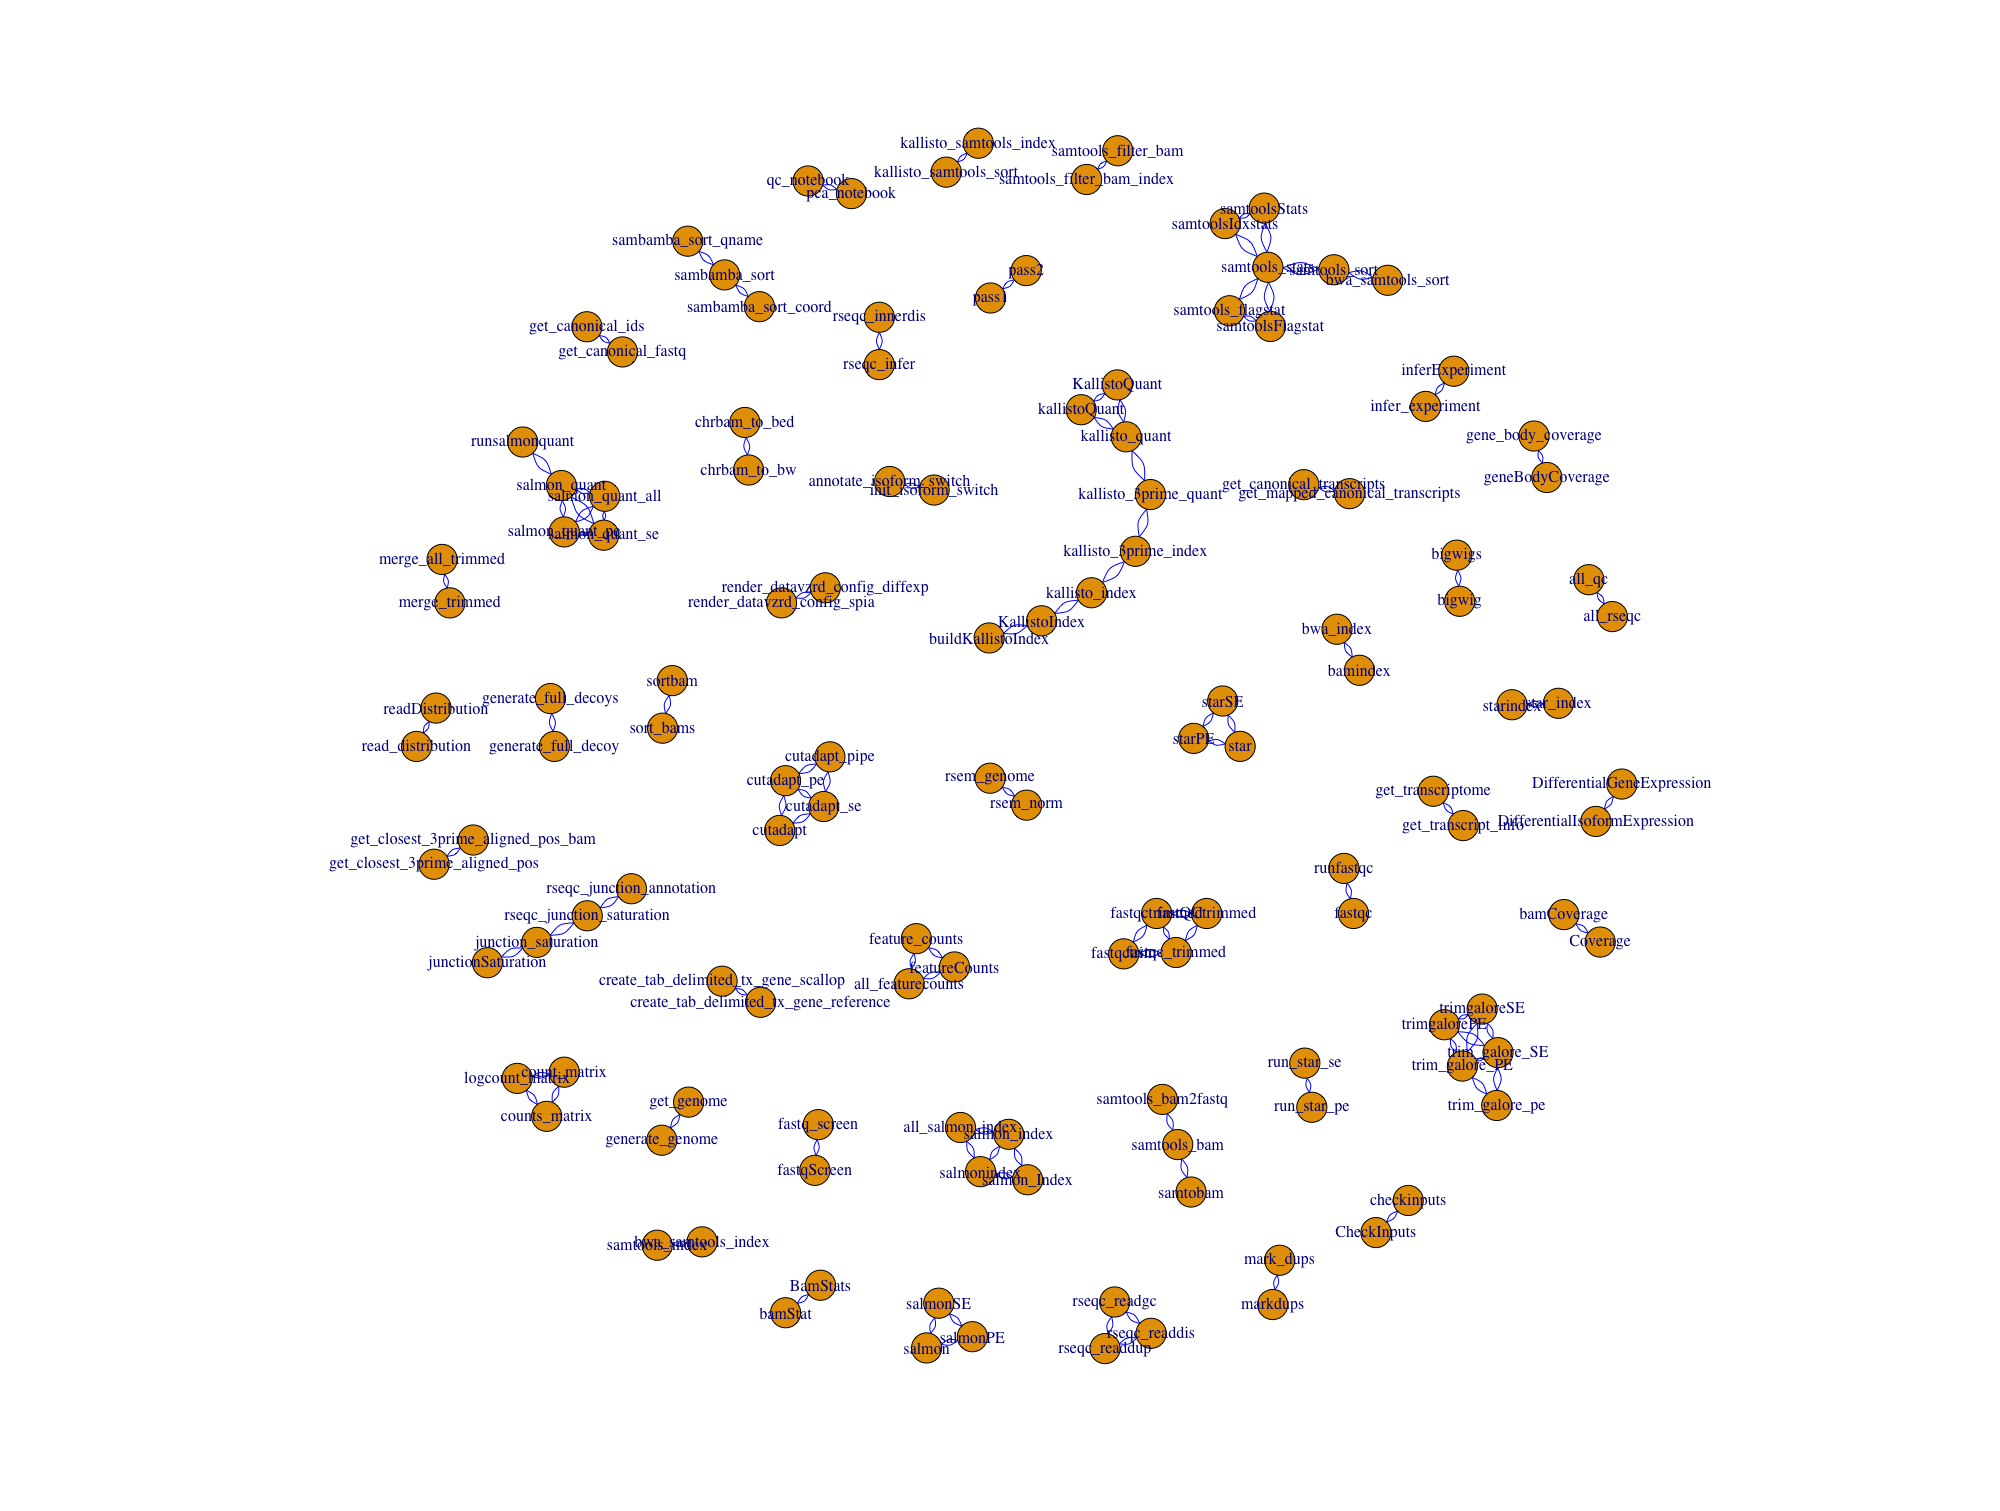 kallisto_samtools_index
samtools_filter_bam
kallisto_samtools_sort
samtools_filter_bam_index
qc_notebook
pca_notebook
samtoolsStats
samtoolsIdxstats
sambamba_sort_qname
samtools_stats
samtools_sort
bwa_samtools_sort
pass2
sambamba_sort
pass1
sambamba_sort_coord
samtools_flagstat
samtoolsFlagstat
rseqc_innerdis
get_canonical_ids
get_canonical_fastq
rseqc_infer
inferExperiment
KallistoQuant
kallistoQuant
infer_experiment
chrbam_to_bed
kallisto_quant
gene_body_coverage
runsalmonquant
chrbam_to_bw
geneBodyCoverage
annotate_isoform_switch
init_isoform_switch
get_canonical_transcripts
get_mapped_canonical_transcripts
salmon_quant
salmon_quant_all
kallisto_3prime_quant
salmon_quant_pe
salmon_quant_se
kallisto_3prime_index
bigwigs
merge_all_trimmed
all_qc
render_datavzrd_config_diffexp
kallisto_index
merge_trimmed
render_datavzrd_config_spia
bigwig
all_rseqc
KallistoIndex
bwa_index
buildKallistoIndex
bamindex
sortbam
generate_full_decoys
starSE
starindex
star_index
readDistribution
sort_bams
read_distribution
generate_full_decoy
starPE
star
cutadapt_pipe
cutadapt_pe
rsem_genome
DifferentialGeneExpression
get_transcriptome
cutadapt_se
rsem_norm
DifferentialIsoformExpression
get_transcript_info
cutadapt
get_closest_3prime_aligned_pos_bam
get_closest_3prime_aligned_pos
runfastqc
rseqc_junction_annotation
rseqc_junction_saturation
fastqCtrimmed
fastqc
bamCoverage
feature_counts
junction_saturation
Coverage
fastqc_trimmed
junctionSaturation
featureCounts
create_tab_delimited_tx_gene_scallop
all_featurecounts
create_tab_delimited_tx_gene_reference
trimgaloreSE
trimgalorePE
trim_galore_SE
trim_galore_PE
run_star_se
count_matrix
logcount_matrix
samtools_bam2fastq
get_genome
run_star_pe
trim_galore_pe
counts_matrix
fastq_screen
all_salmon_index
salmon_index
generate_genome
samtools_bam
fastqScreen
salmonindex
salmon_Index
samtobam
checkinputs
CheckInputs
bwa_samtools_index
samtools_index
mark_dups
BamStats
rseqc_readgc
salmonSE
markdups
bamStat
rseqc_readdis
salmonPE
salmon
rseqc_readdup